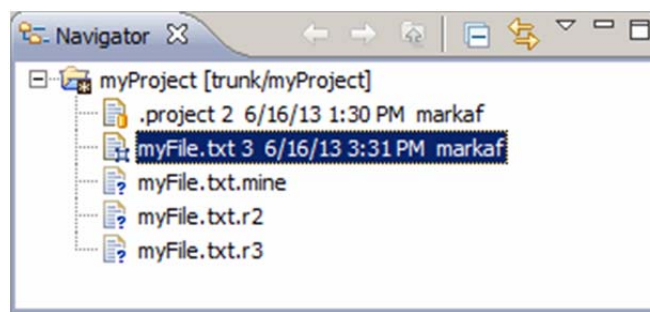 Navigator
myProject [trunk/myProject]
.project 2 6/16/13 1:30 PM markaf
myFile.txt 3 6/16/13 3:31 PM markaf
myFile.txt.mine
myFile.txt.r2
myFile.txt.r3